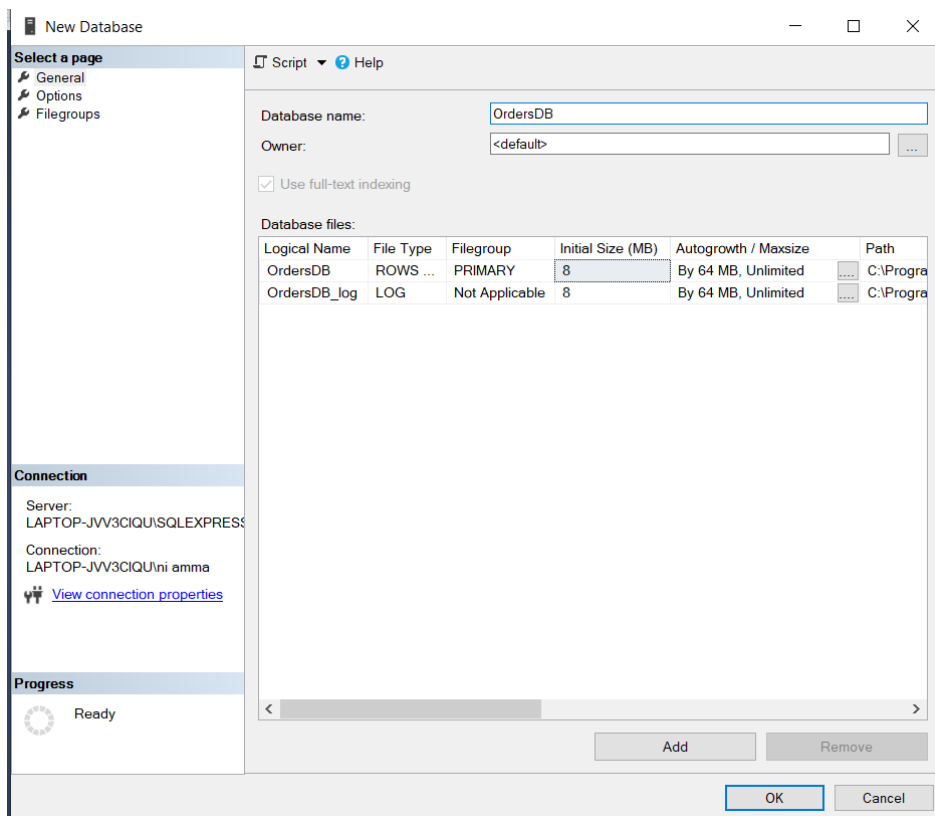 New Database
Select a page
General
Options
Filegroups
Script Help
Database name: OrdersDB
Owner: <default> ...
Use full-text indexing
Database files:
Logical Name File Type Filegroup Initial Size (MB) Autogrowth / Maxsize Path
OrdersDB ROWS ... PRIMARY 8 By 64 MB, Unlimited .... C:\Progra
OrdersDB_log LOG Not Applicable 8 By 64 MB, Unlimited .... C:\Progra
Connection
Server:
LAPTOP-JVV3CIQU\SQLEXPRESS
Connection:
LAPTOP-JVV3CIQU\ni amma
View connection properties
Progress
Ready
Add Remove
OK Cancel